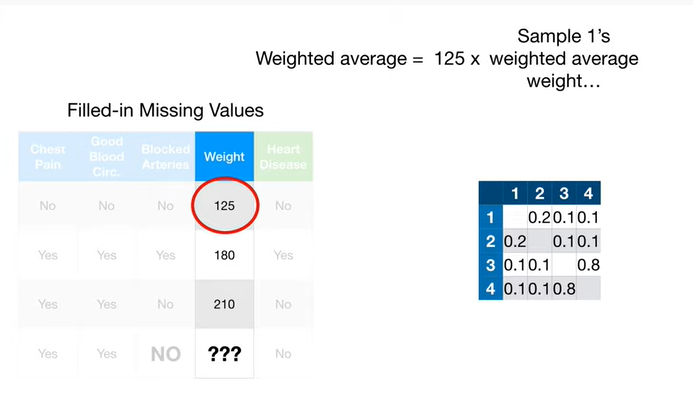 Sample 1's
Weighted average = 125 x weighted average
weight...
Filled-in Missing Values
Chest Pain Good Blood Circ. Blocked Arteries Weight Heart Disease
No No No 125 No
Yes Yes Yes 180 Yes
Yes Yes No 210 No
Yes Yes NO ??? No
1 2 3 4
1 0.2 0.1 0.1
2 0.2 0.1 0.1
3 0.1 0.1 0.8
4 0.1 0.1 0.8